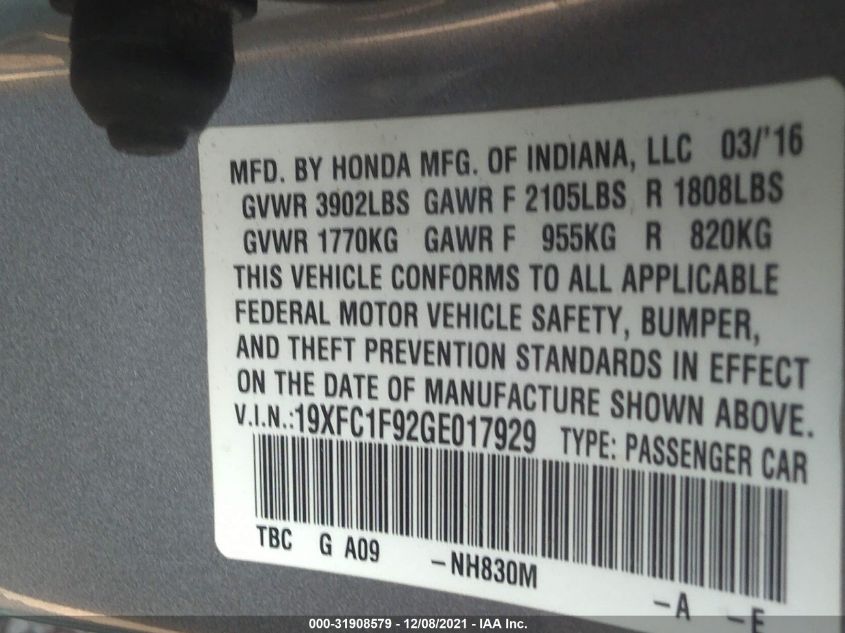 MFD. BY HONDA MFG. OF INDIANA, LLC 03/'16
GVWR 3902LBS GAWR F 2105LBS R 1808LBS
GVWR 1770KG GAWR F 955KG R 820KG
THIS VEHICLE CONFORMS TO ALL APPLICABLE
FEDERAL MOTOR VEHICLE SAFETY, BUMPER,
AND THEFT PREVENTION STANDARDS IN EFFECT
ON THE DATE OF MANUFACTURE SHOWN ABOVE.
V.I.N.:19XFC1F92GE017929 TYPE: PASSENGER CAR
TBC G A09 -NH830M -A -E
000-31908579 - 12/08/2021 - IAA Inc.